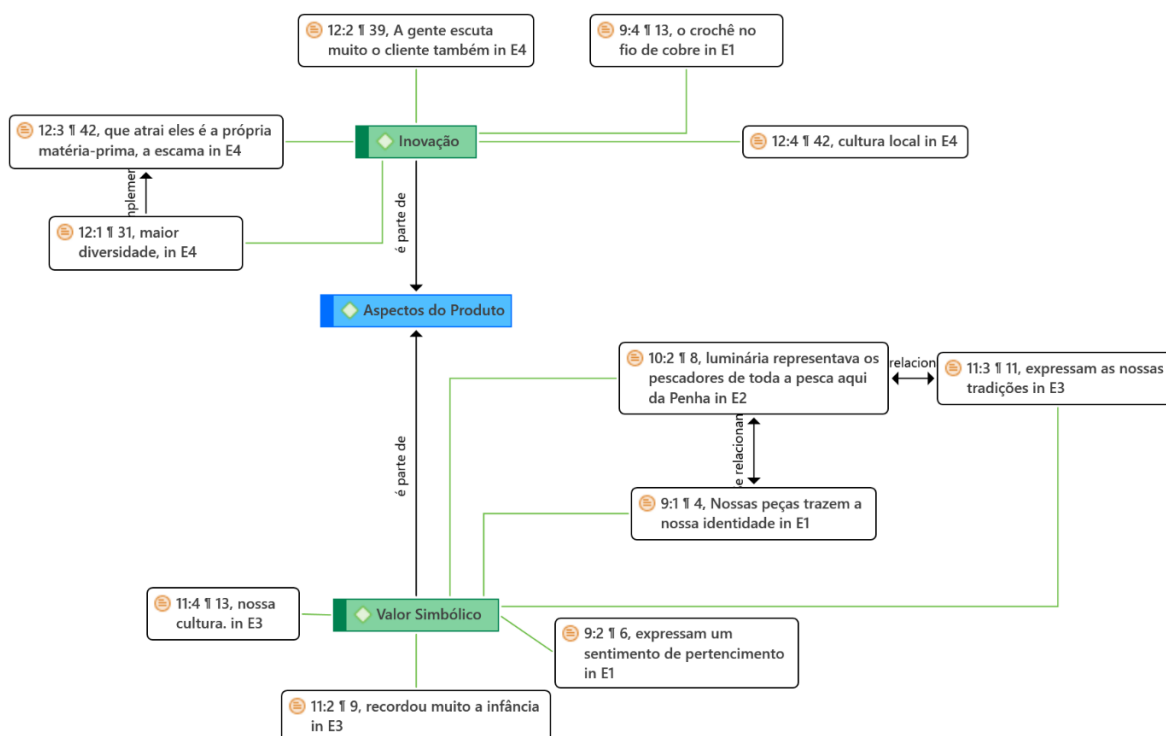 12:2 ¶ 39, A gente escuta
muito o cliente também in E4
9:4 ¶ 13, o crochê no
fio de cobre in E1
12:3 ¶ 42, que atrai eles é a própria
matéria-prima, a escama in E4
Inovação
12:4 ¶ 42, cultura local in E4
12:1 ¶ 31, maior
diversidade, in E4
é parte de
Aspectos do Produto
10:2 ¶ 8, luminária representava os
pescadores de toda a pesca aqui
da Penha in E2
relacion
11:3 ¶ 11, expressam as nossas
tradições in E3
é parte de
e relacionan
9:1 ¶ 4, Nossas peças trazem a
nossa identidade in E1
11:4 ¶ 13, nossa
cultura. in E3
Valor Simbólico
9:2 ¶ 6, expressam um
sentimento de pertencimento
in E1
11:2 ¶ 9, recordou muito a infância
in E3